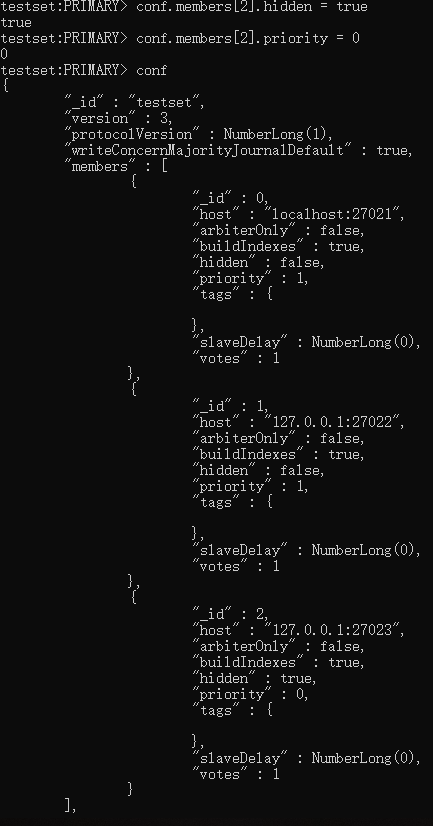 testset:PRIMARY> conf.members[2].hidden = true
true
testset:PRIMARY> conf.members[2].priority = 0
0
testset:PRIMARY> conf
{
        "_id" : "testset",
        "version" : 3,
        "protocolVersion" : NumberLong(1),
        "writeConcernMajorityJournalDefault" : true,
        "members" : [
                {
                        "_id" : 0,
                        "host" : "localhost:27021",
                        "arbiterOnly" : false,
                        "buildIndexes" : true,
                        "hidden" : false,
                        "priority" : 1,
                        "tags" : {
                        },
                        "slaveDelay" : NumberLong(0),
                        "votes" : 1
                },
                {
                        "_id" : 1,
                        "host" : "127.0.0.1:27022",
                        "arbiterOnly" : false,
                        "buildIndexes" : true,
                        "hidden" : false,
                        "priority" : 1,
                        "tags" : {
                        },
                        "slaveDelay" : NumberLong(0),
                        "votes" : 1
                },
                {
                        "_id" : 2,
                        "host" : "127.0.0.1:27023",
                        "arbiterOnly" : false,
                        "buildIndexes" : true,
                        "hidden" : true,
                        "priority" : 0,
                        "tags" : {
                        },
                        "slaveDelay" : NumberLong(0),
                        "votes" : 1
                }
        ],